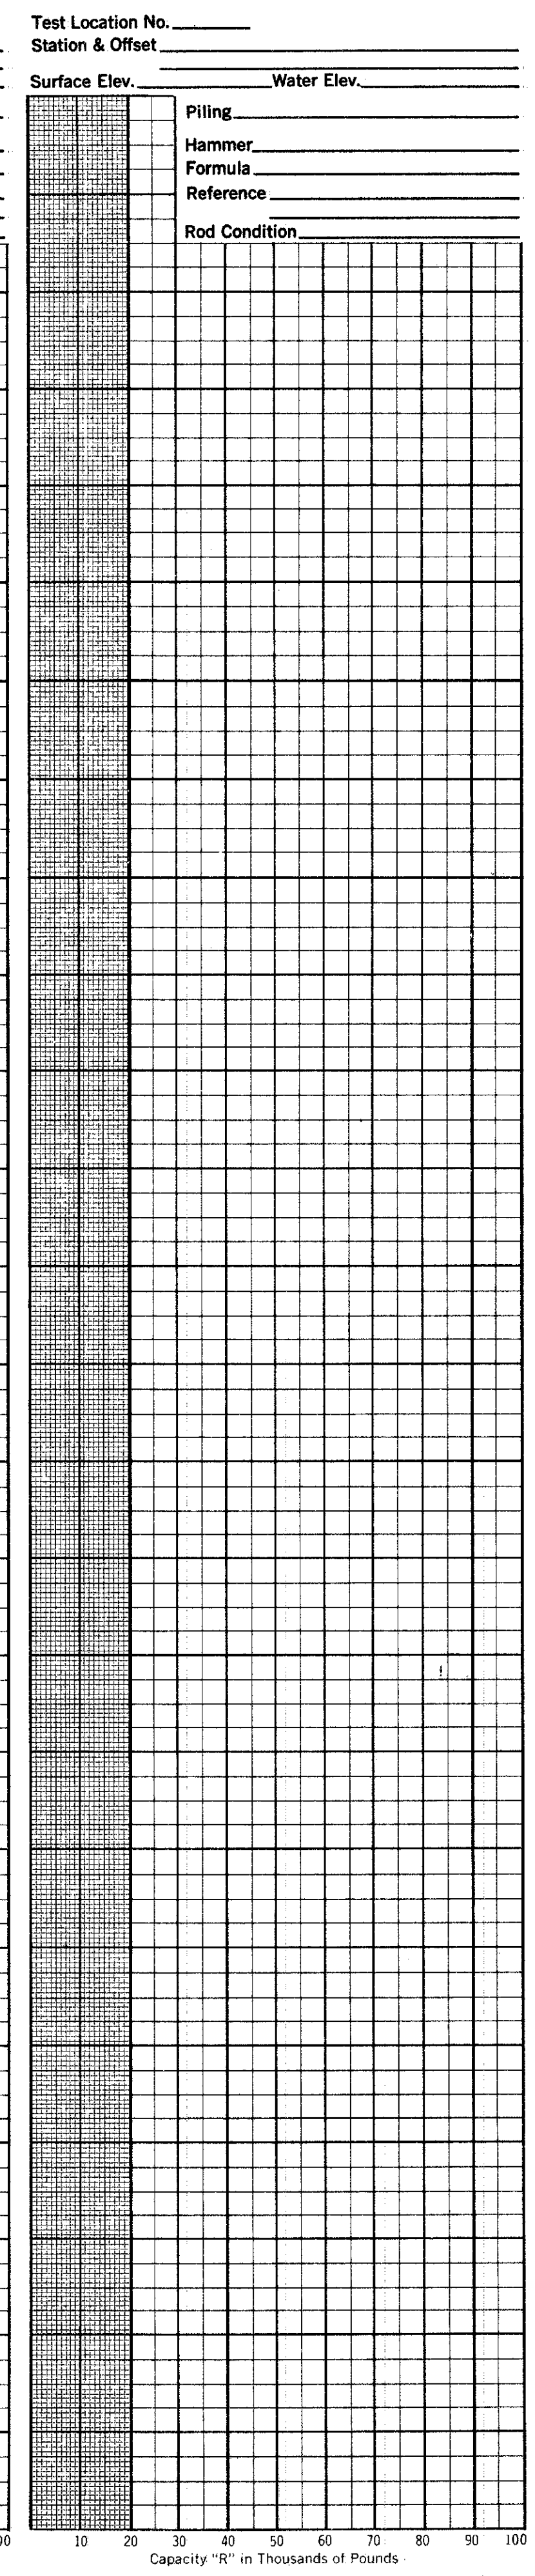 Test Location No.
Station & Offset
Surface Elev. Water Elev.
Piling
Hammer
Formula
Reference
Rod Condition
10 20 30 40 50 60 70 80 90 100
Capacity "R" in Thousands of Pounds